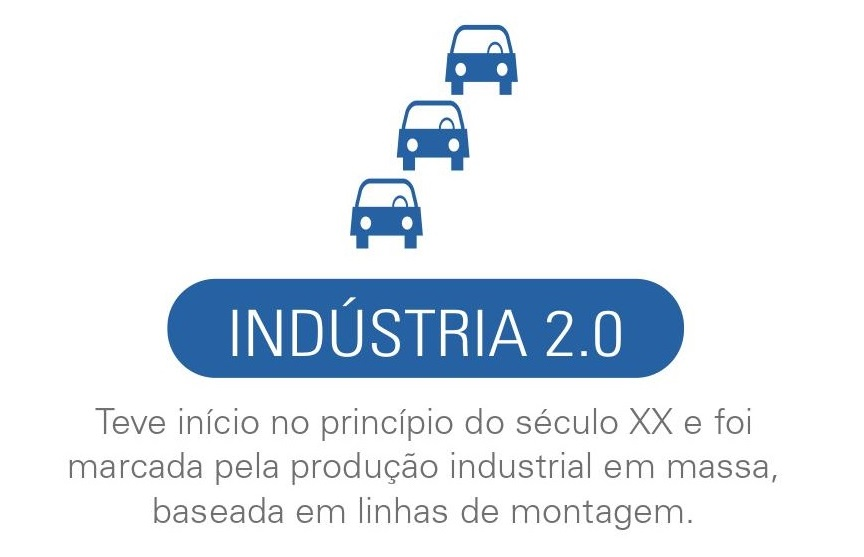 INDÚSTRIA 2.0
Teve início no princípio do século XX e foi
marcada pela produção industrial em massa,
baseada em linhas de montagem.